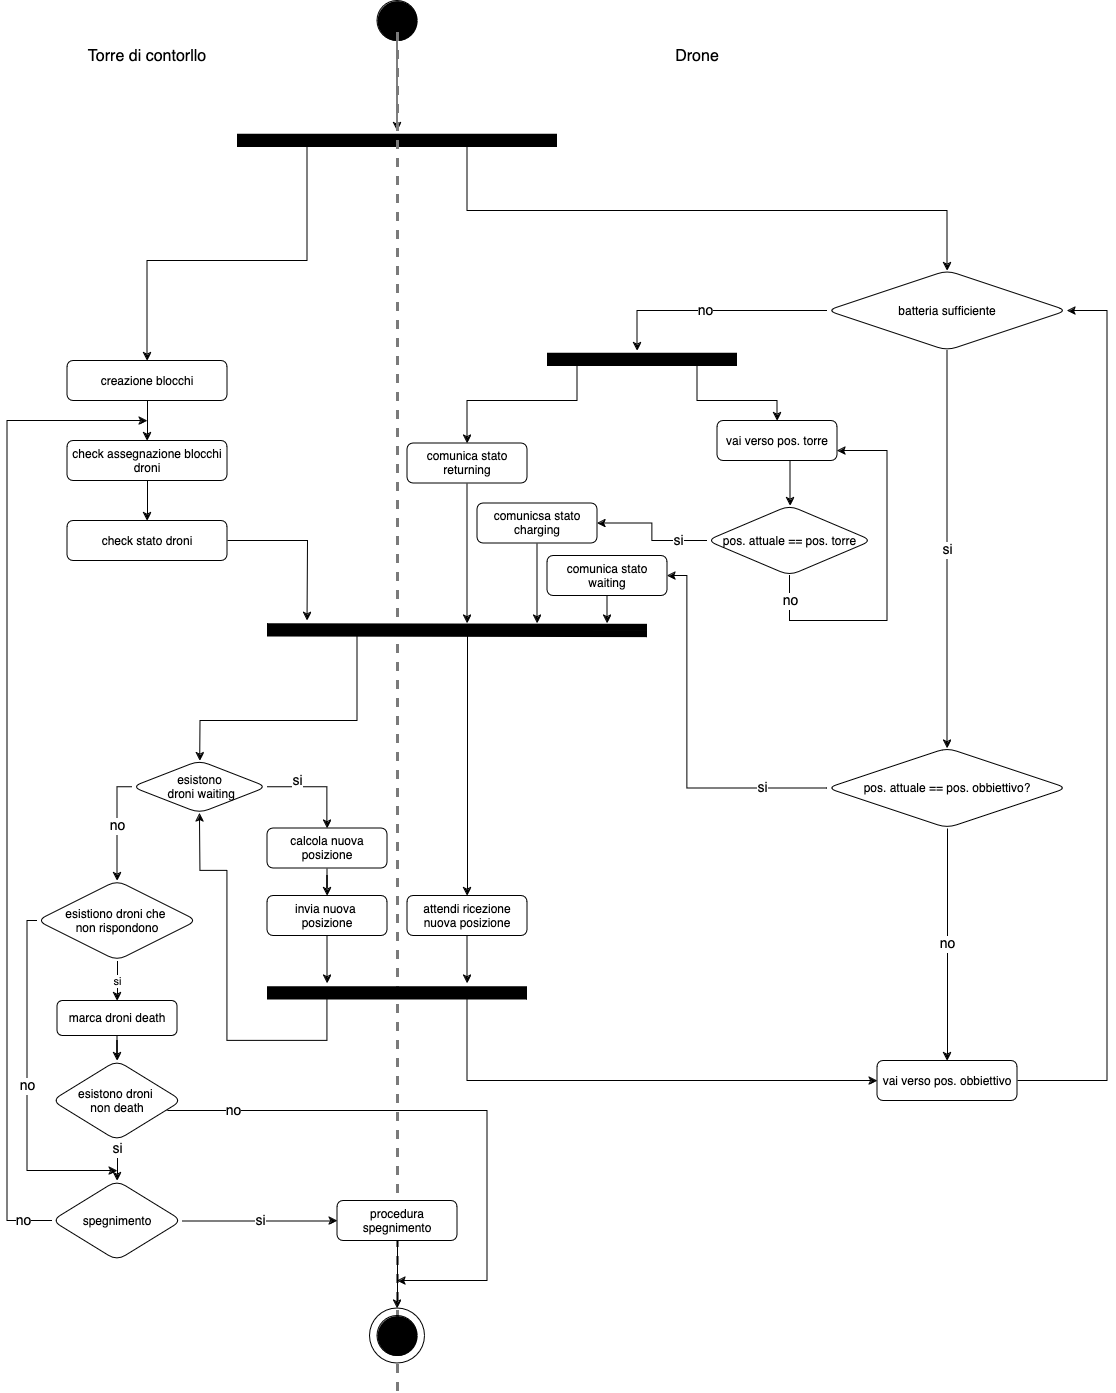 Torre di contorllo
Drone
batteria sufficiente
no
creazione blocchi
vai verso pos. torre
check assegnazione blocchi
droni
comunica stato
returning
comunicsa stato
charging
check stato droni
si
pos. attuale == pos. torre
si
comunica stato
waiting
no
esistono
droni waiting
si
si
pos. attuale == pos. obbiettivo?
no
calcola nuova
posizione
esistiono droni che
non rispondono
invia nuova
posizione
attendi ricezione
nuova posizione
no
si
marca droni death
no
esistono droni
non death
vai verso pos. obbiettivo
no
si
spegnimento
no
si
procedura
spegnimento